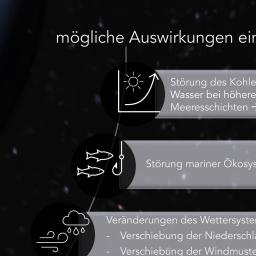 mögliche Auswirkungen ein
Störung des Kohle
Wasser bei höhere
Meeresschichten –
Störung mariner Ökosys
Veränderungen des Wettersystem
- Verschiebung der Niederschla
- Verschiebung der Windmuste